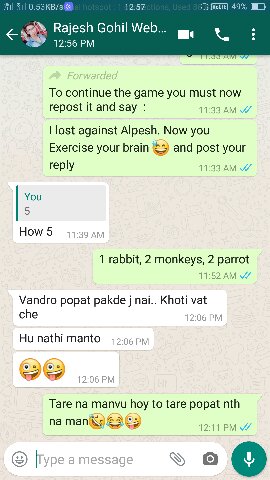 12:57
49%
Rajesh Gohil Web...
12:56 PM
11:33 AM
Forwarded
To continue the game you must now
repost it and say :
11:33 AM
I lost against Alpesh. Now you
Exercise your brain 😅 and post your
reply
11:33 AM
You
5
How 5
11:39 AM
1 rabbit, 2 monkeys, 2 parrot
11:52 AM
Vandro popat pakde j nai.. Khoti vat
che
12:06 PM
Hu nathi manto
12:06 PM
🤪🤪
12:06 PM
Tare na manvu hoy to tare popat nth
na man🤣😂🤪
12:11 PM
Type a message